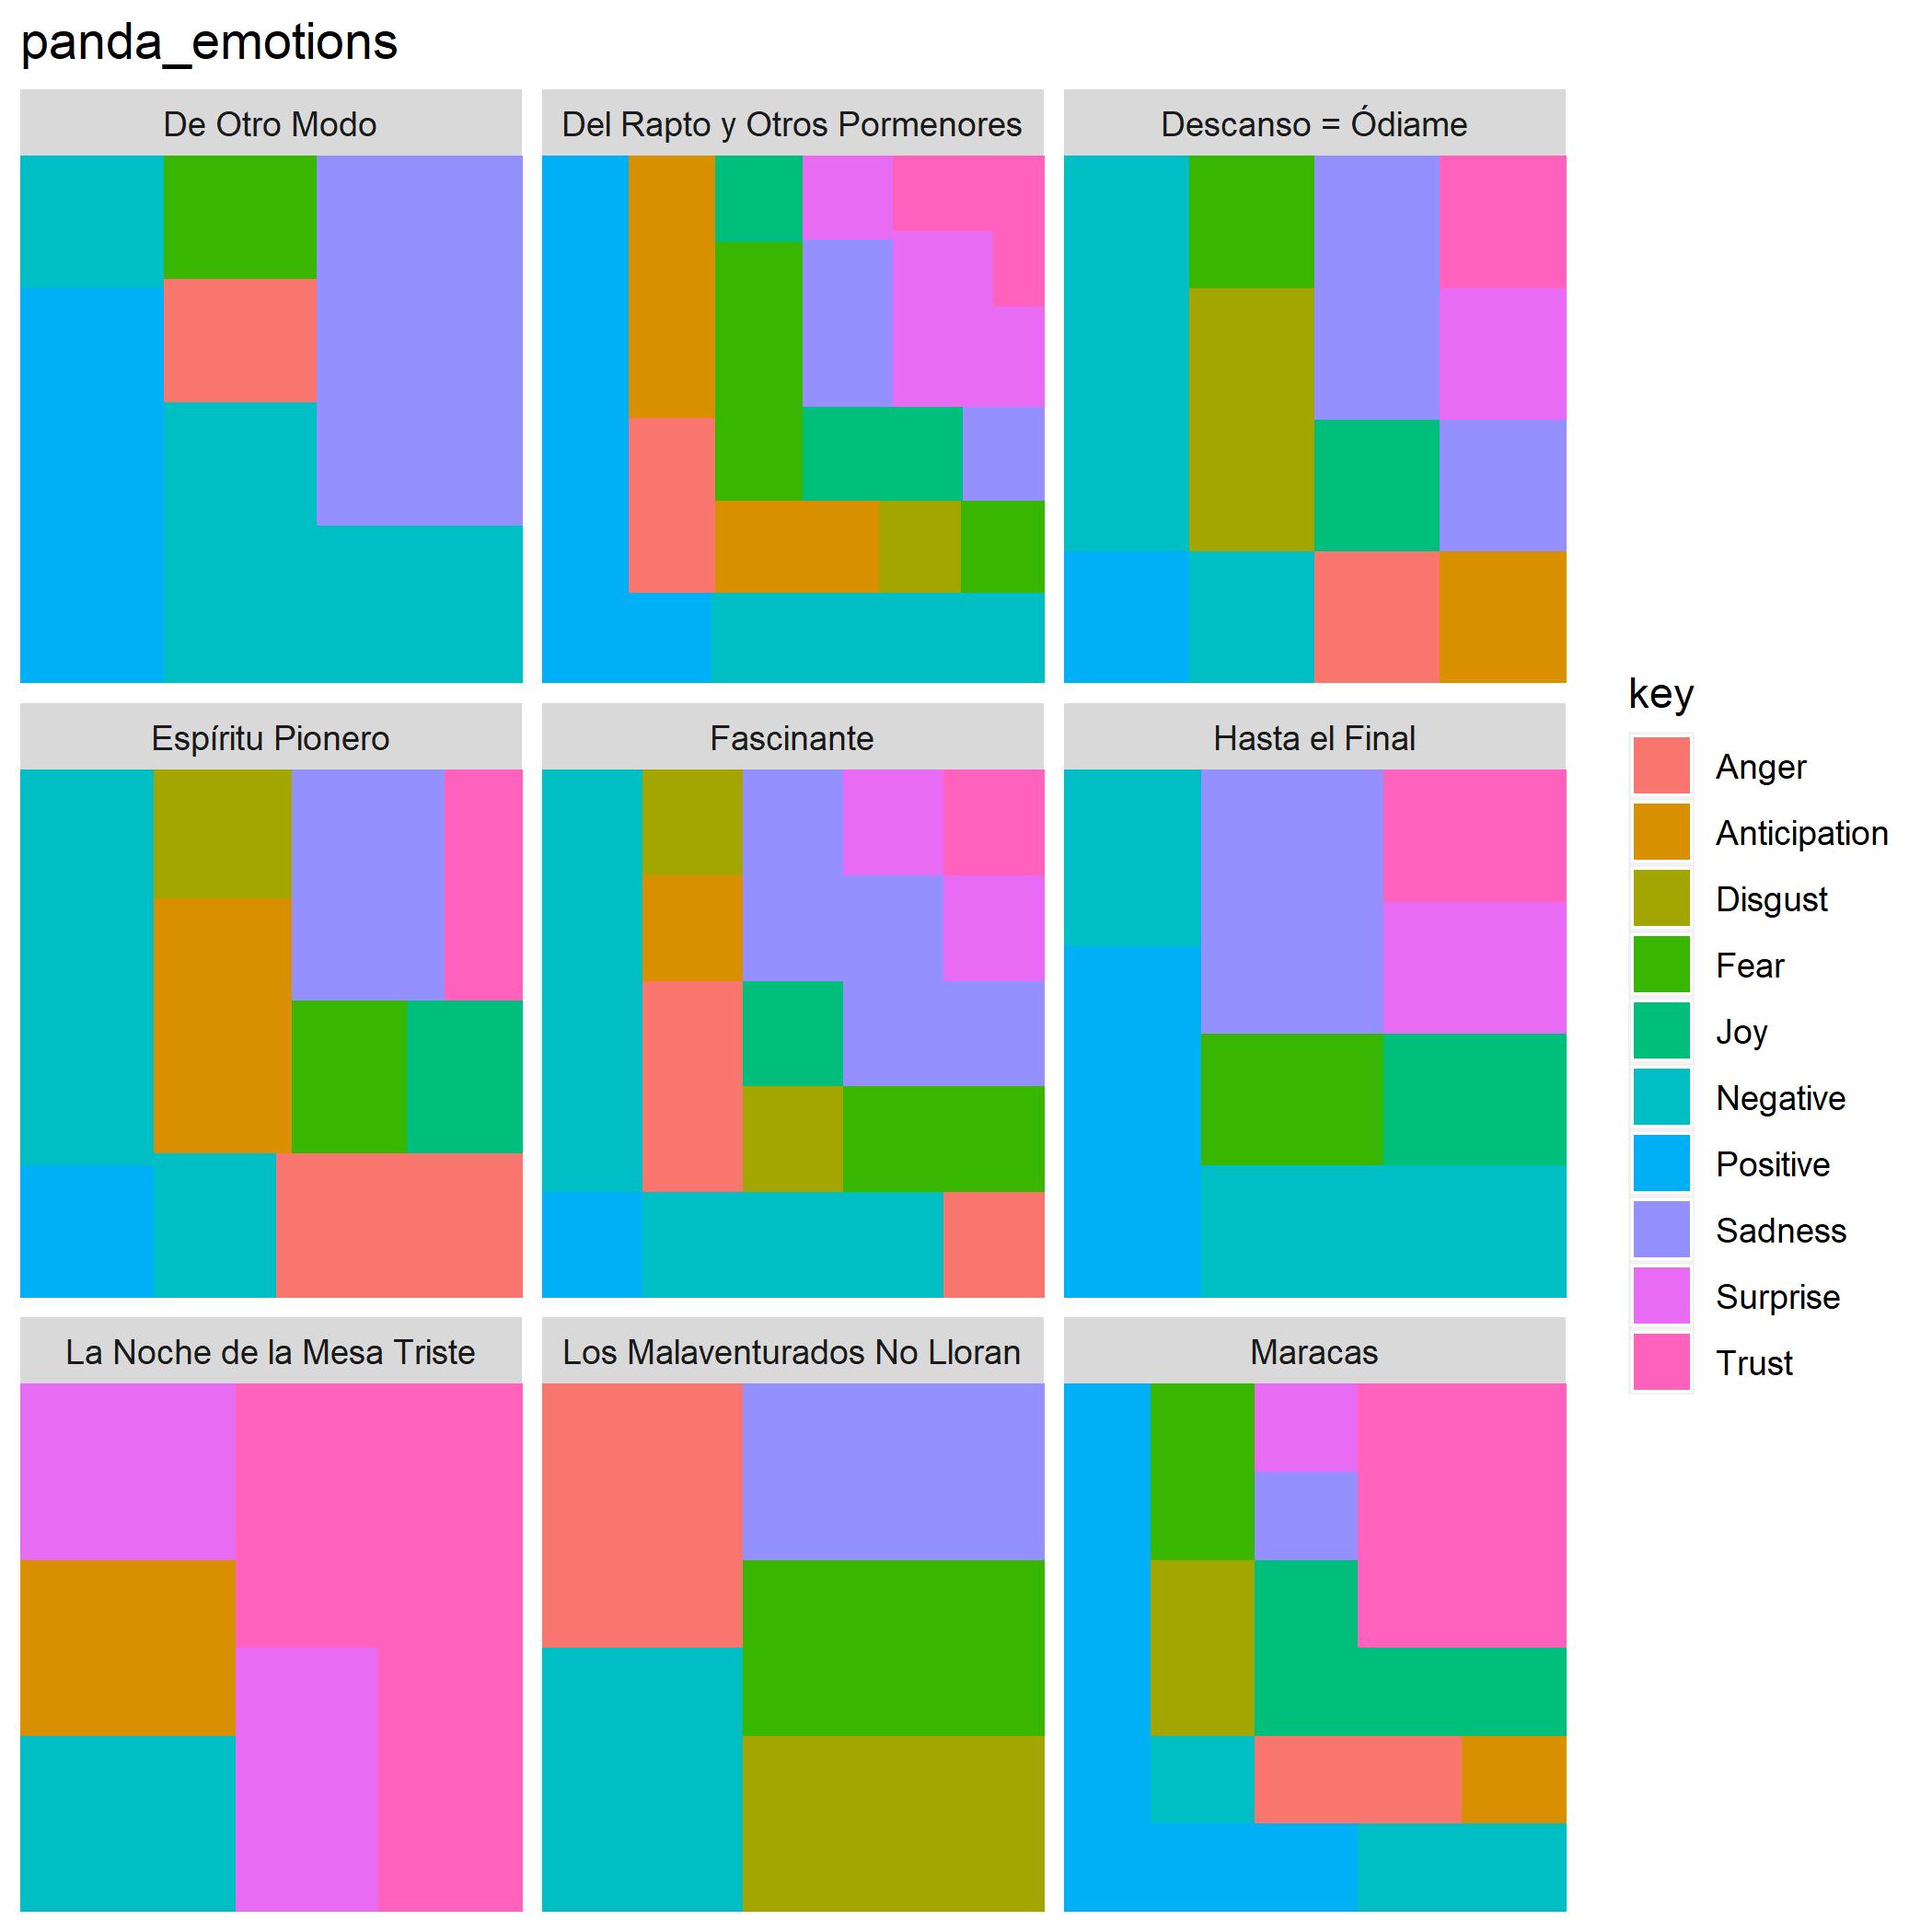 panda_emotions
De Otro Modo
Del Rapto y Otros Pormenores
Descanso = Ódiame
Espíritu Pionero
Fascinante
Hasta el Final
La Noche de la Mesa Triste
Los Malaventurados No Lloran
Maracas
key
Anger
Anticipation
Disgust
Fear
Joy
Negative
Positive
Sadness
Surprise
Trust